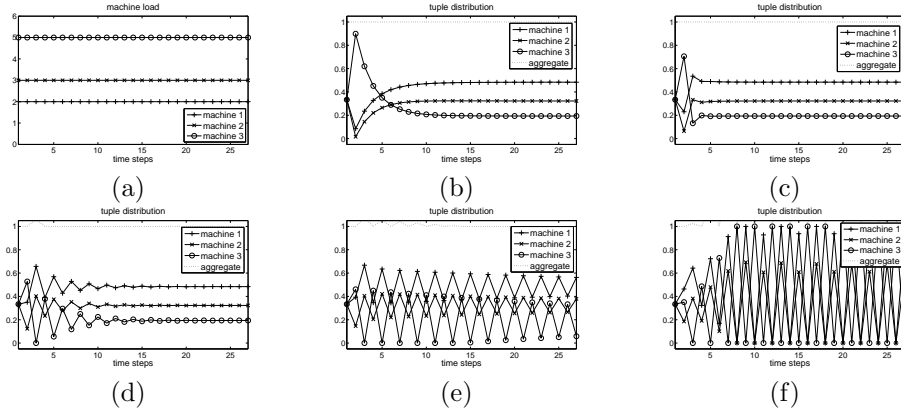 machine load
6
5
4
3
2
1
0
5 10 15 20 25
time steps
machine 1
machine 2
machine 3
(a)
tuple distribution
1
0.8
0.6
0.4
0.2
0
5 10 15 20 25
time steps
machine 1
machine 2
machine 3
aggregate
(b)
tuple distribution
1
0.8
0.6
0.4
0.2
0
5 10 15 20 25
time steps
machine 1
machine 2
machine 3
aggregate
(c)
tuple distribution
1
0.8
0.6
0.4
0.2
0
5 10 15 20 25
time steps
machine 1
machine 2
machine 3
aggregate
(d)
tuple distribution
1
0.8
0.6
0.4
0.2
0
5 10 15 20 25
time steps
machine 1
machine 2
machine 3
aggregate
(e)
tuple distribution
1
0.8
0.6
0.4
0.2
0
5 10 15 20 25
time steps
machine 1
machine 2
machine 3
aggregate
(f)